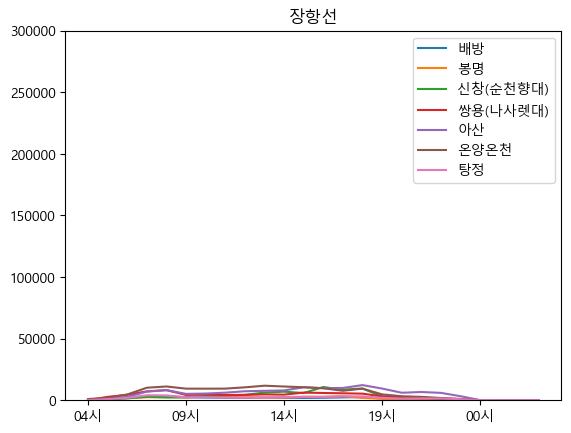 장항선
300000
250000
200000
150000
100000
50000
0
배방
봉명
신창(순천향대)
쌍용(나사렛대)
아산
온양온천
탕정
04시 09시 14시 19시 00시